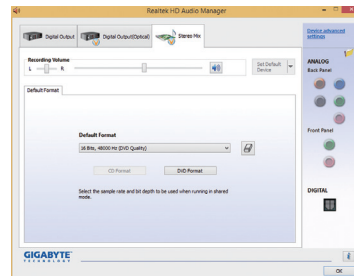 Realtek HD Audio Manager
Digital Output
Digital Output(Optical)
Stereo Mix
Device advanced
settings
Recording Volume
L
R
Set Default
Device
ANALOG
Back Panel
Default Format
Default Format
16 Bits, 48000 Hz (DVD Quality)
CD Format
DVD Format
Select the sample rate and bit depth to be used when running in shared
mode.
Front Panel
DIGITAL
GIGABYTE™
TECHNOLOGY
i
OK